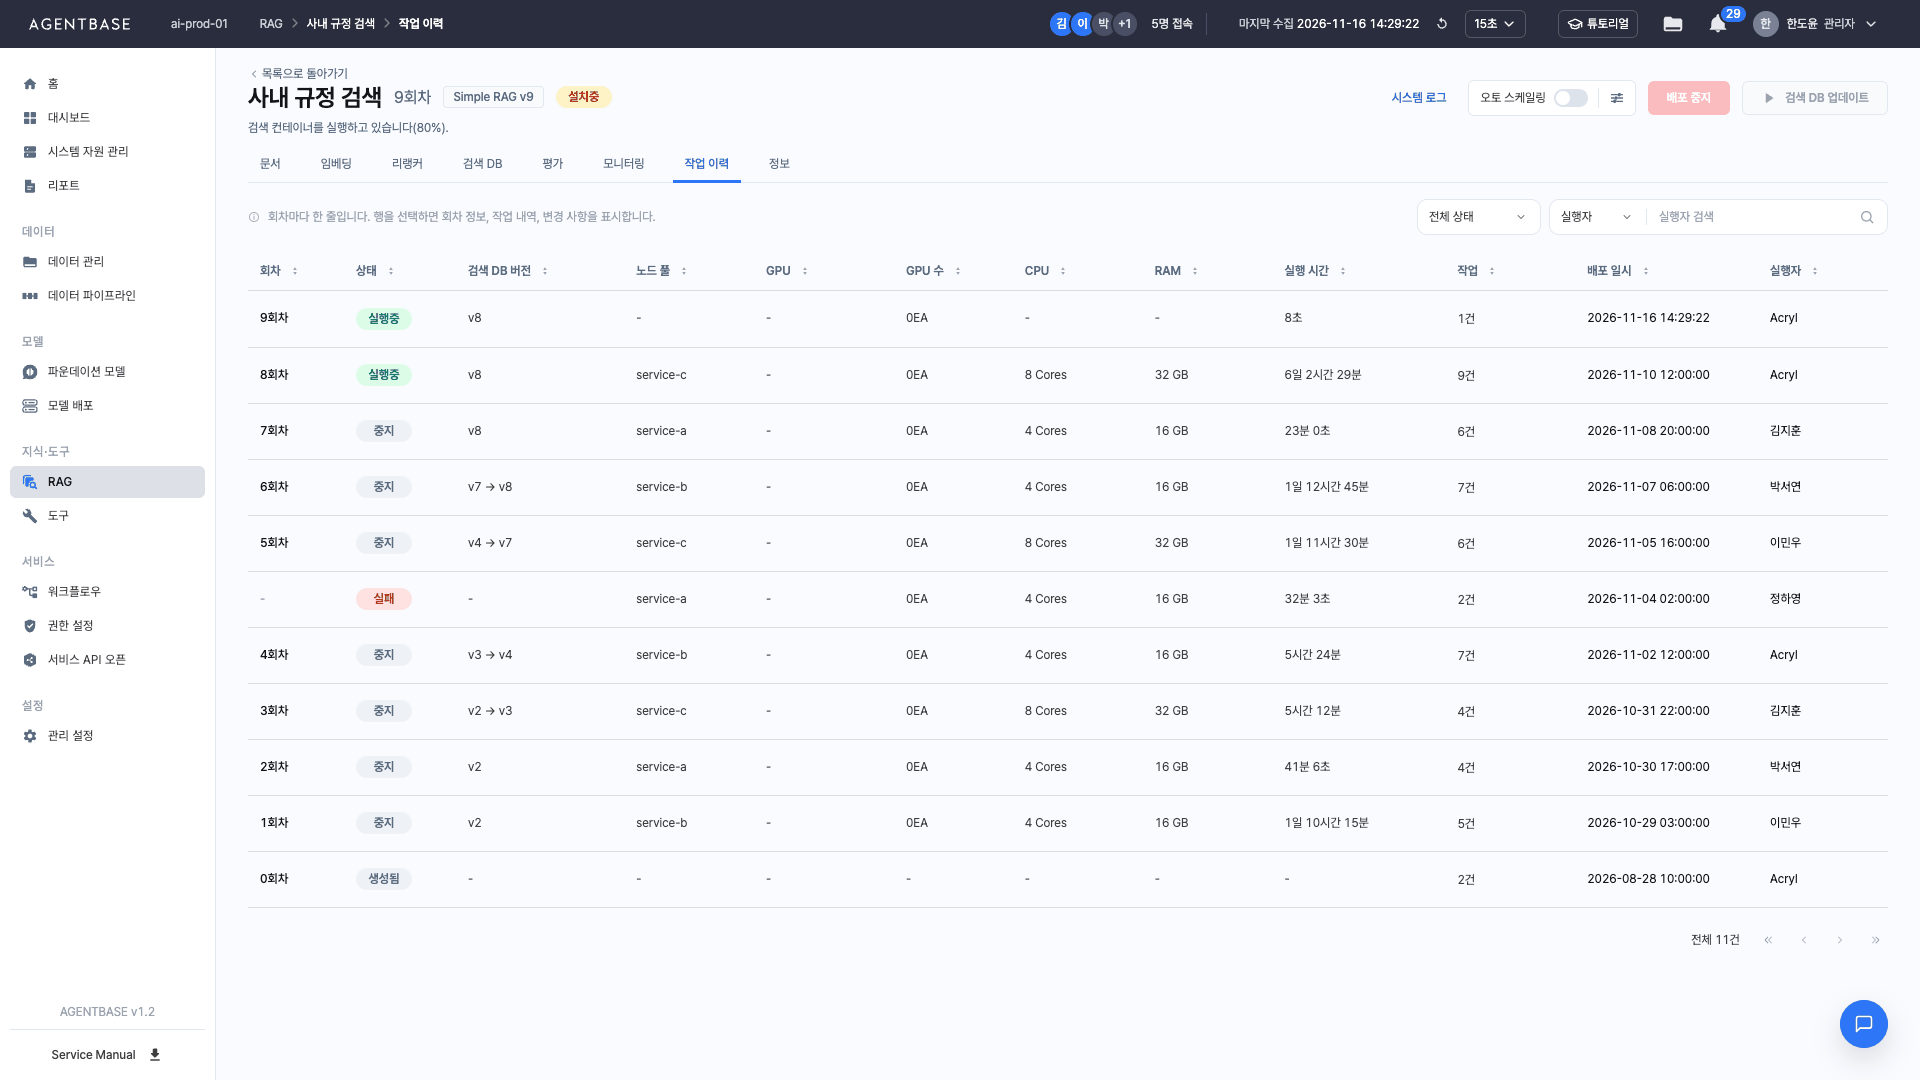 AGENTBASE
ai-prod-01
RAG > 사내 규정 검색 > 작업 이력
김 이 박 +1 5명 접속
마지막 수집 2026-11-16 14:29:22
15초
튜토리얼
29
한 한도윤 관리자
홈
대시보드
시스템 자원 관리
리포트
데이터
데이터 관리
데이터 파이프라인
모델
파운데이션 모델
모델 배포
지식·도구
RAG
도구
서비스
워크플로우
권한 설정
서비스 API 오픈
설정
관리 설정
AGENTBASE v1.2
Service Manual
목록으로 돌아가기
사내 규정 검색 9회차 Simple RAG v9 설치중
검색 컨테이너를 실행하고 있습니다(80%).
시스템 로그
오토 스케일링
배포 중지
검색 DB 업데이트
문서 임베딩 리랭커 검색 DB 평가 모니터링 작업 이력 정보
회차마다 한 줄입니다. 행을 선택하면 회차 정보, 작업 내역, 변경 사항을 표시합니다.
전체 상태
실행자
실행자 검색
회차 상태 검색 DB 버전 노드 풀 GPU GPU 수 CPU RAM 실행 시간 작업 배포 일시 실행자
9회차 실행중 v8 - - 0EA - - 8초 1건 2026-11-16 14:29:22 Acryl
8회차 실행중 v8 service-c - 0EA 8 Cores 32 GB 6일 2시간 29분 9건 2026-11-10 12:00:00 Acryl
7회차 중지 v8 service-a - 0EA 4 Cores 16 GB 23분 0초 6건 2026-11-08 20:00:00 김지훈
6회차 중지 v7 → v8 service-b - 0EA 4 Cores 16 GB 1일 12시간 45분 7건 2026-11-07 06:00:00 박서연
5회차 중지 v4 → v7 service-c - 0EA 8 Cores 32 GB 1일 11시간 30분 6건 2026-11-05 16:00:00 이민우
- 실패 - service-a - 0EA 4 Cores 16 GB 32분 3초 2건 2026-11-04 02:00:00 정하영
4회차 중지 v3 → v4 service-b - 0EA 4 Cores 16 GB 5시간 24분 7건 2026-11-02 12:00:00 Acryl
3회차 중지 v2 → v3 service-c - 0EA 8 Cores 32 GB 5시간 12분 4건 2026-10-31 22:00:00 김지훈
2회차 중지 v2 service-a - 0EA 4 Cores 16 GB 41분 6초 4건 2026-10-30 17:00:00 박서연
1회차 중지 v2 service-b - 0EA 4 Cores 16 GB 1일 10시간 15분 5건 2026-10-29 03:00:00 이민우
0회차 생성됨 - - - - - - - 2건 2026-08-28 10:00:00 Acryl
전체 11건 « ‹ › »